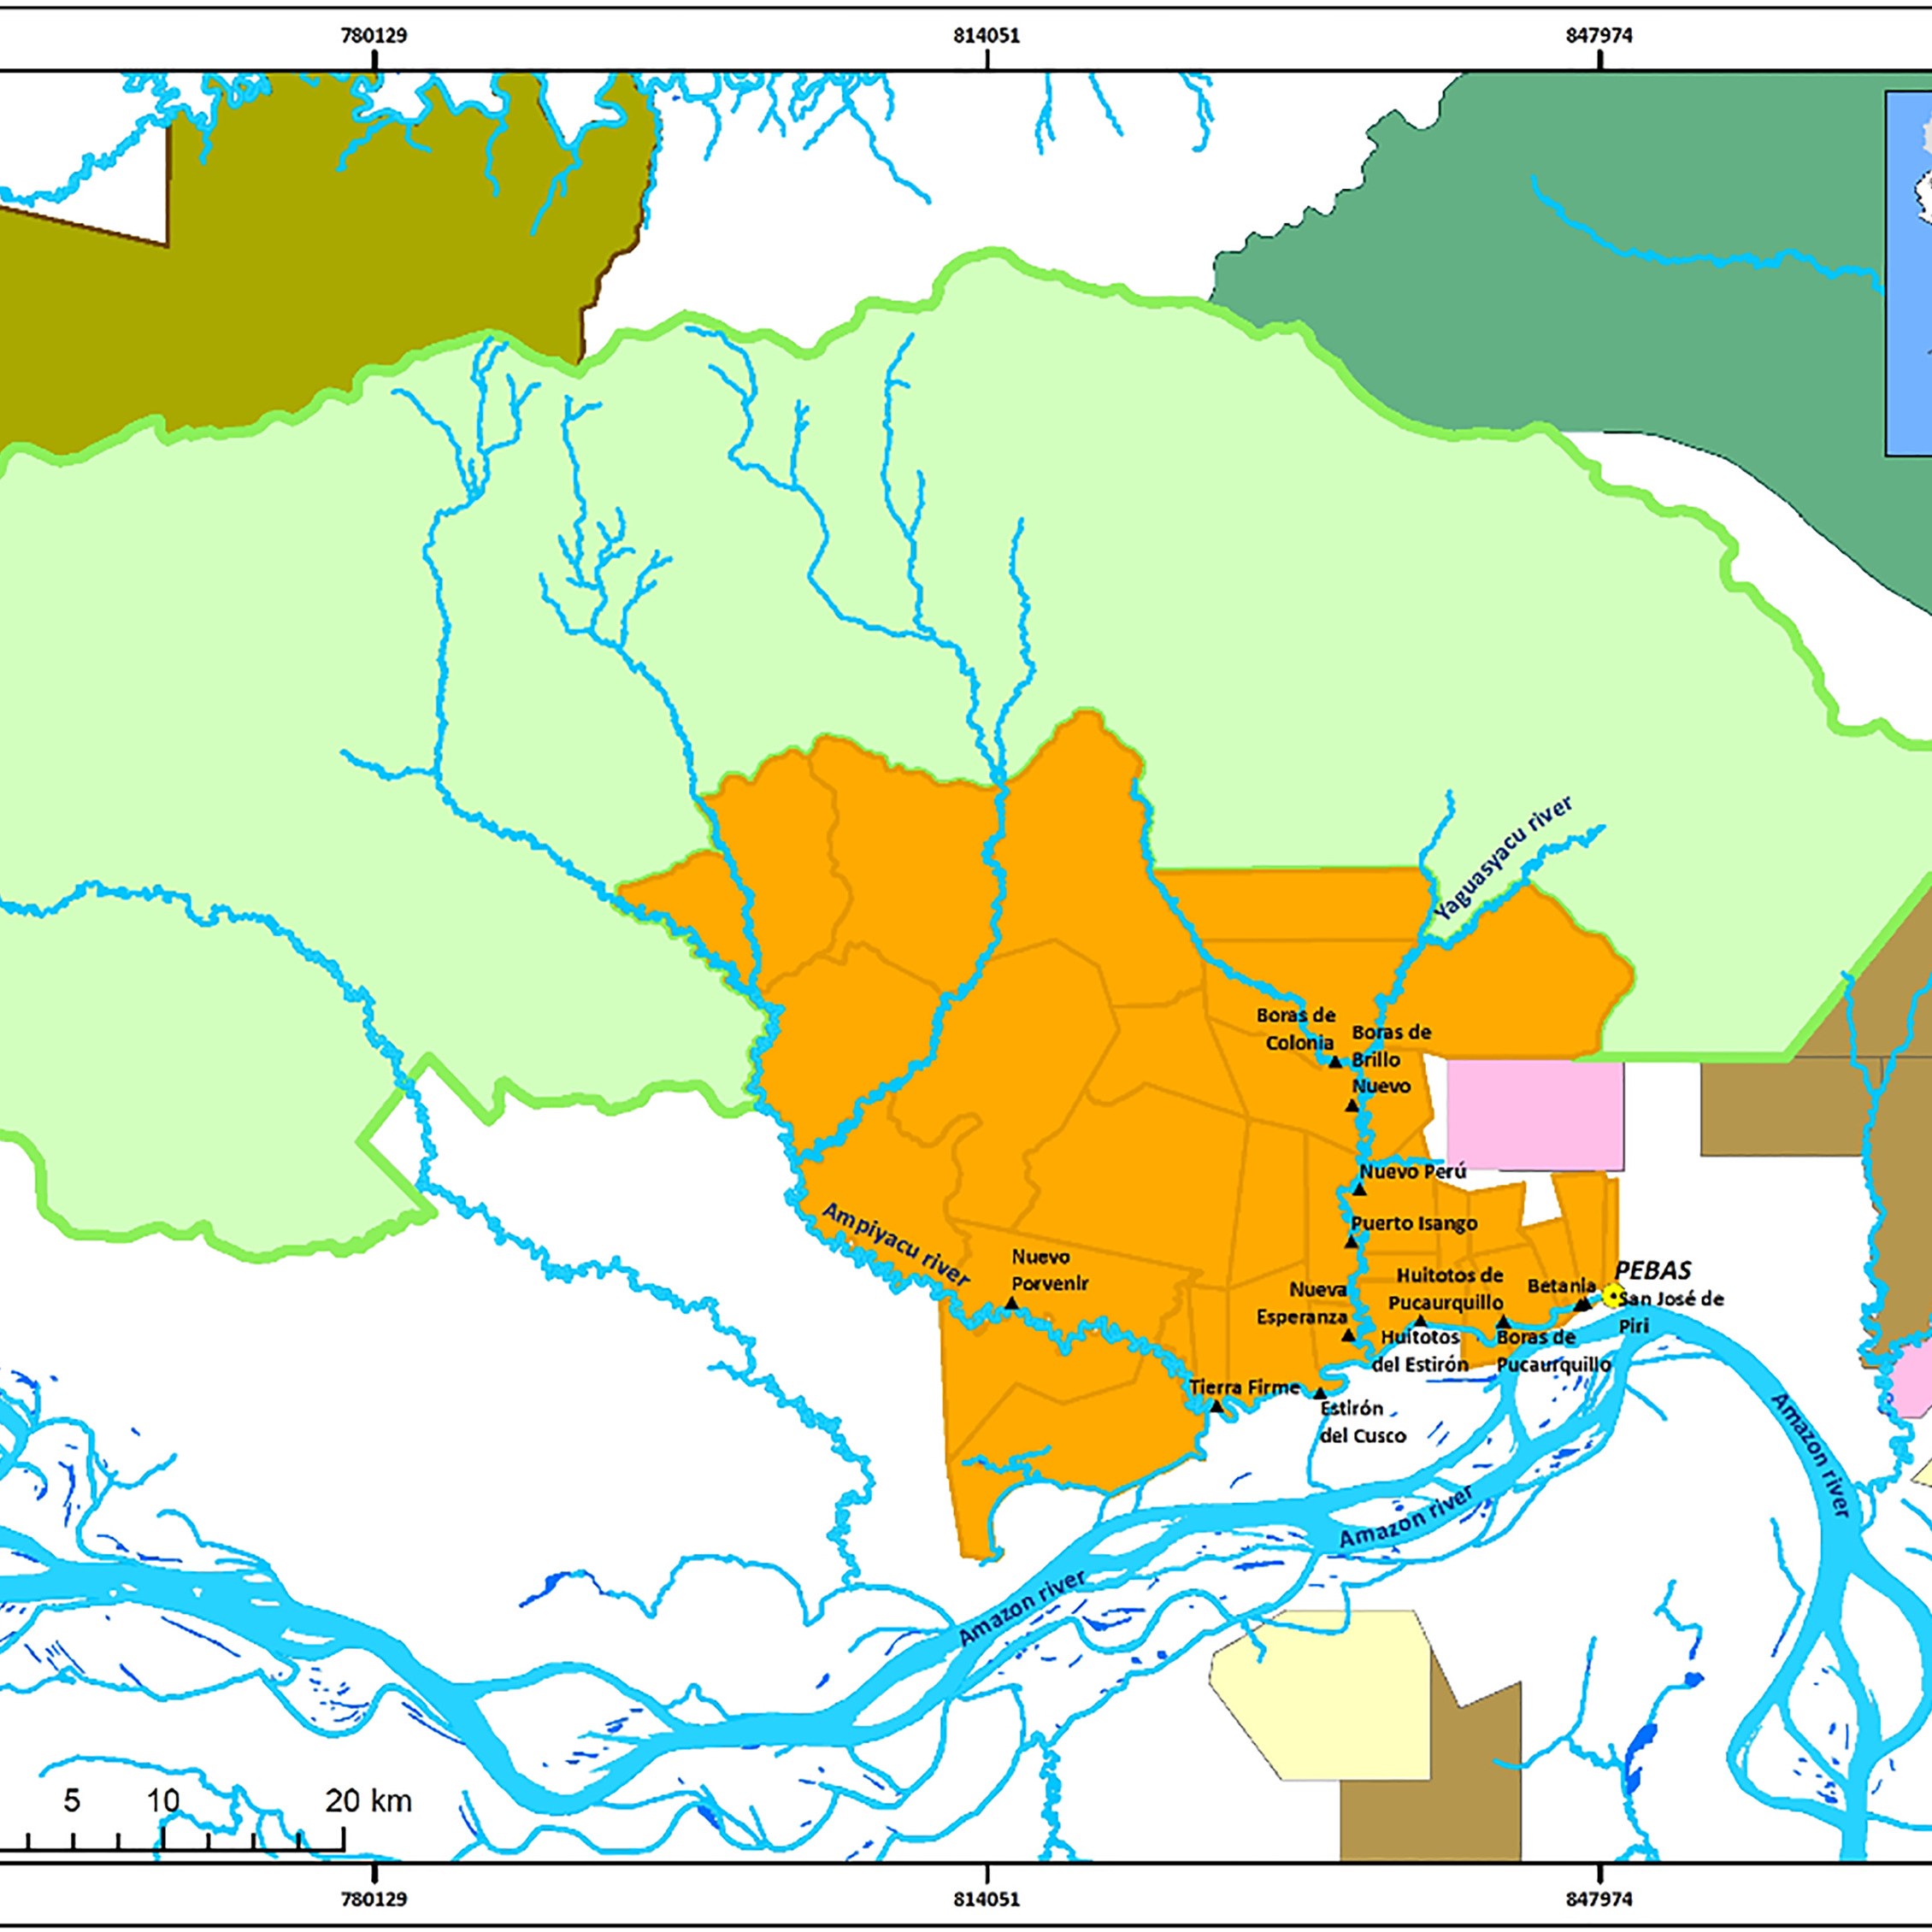 780129
814051
847974
Yaguasyacu river
Boras de
Colonia
Boras de
Brillo
Nuevo
Nuevo Perú
Ampiyacu river
Puerto Isango
Nuevo
Porvenir
Nueva
Esperanza
Huitotos de
Pucaurquillo
Betania
PEBAS
San José de
Piri
Huitotos
del Estirón
Boras de
Pucaurquillo
Tierra Firme
Estirón
del Cusco
Amazon river
Amazon river
Amazon river
5
10
20 km
780129
814051
847974